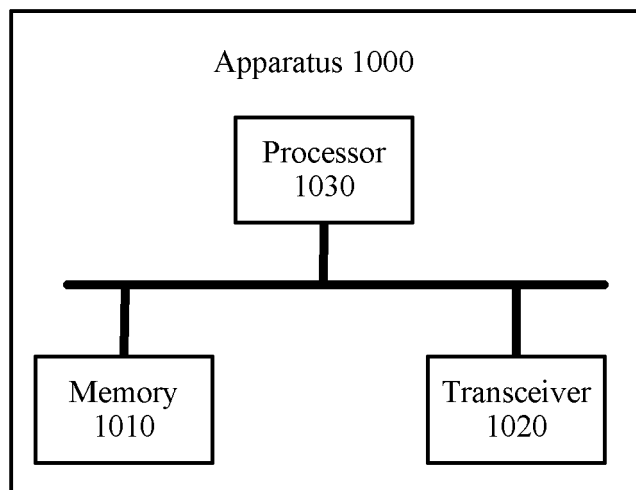 Apparatus 1000
Processor
1030
Memory
1010
Transceiver
1020